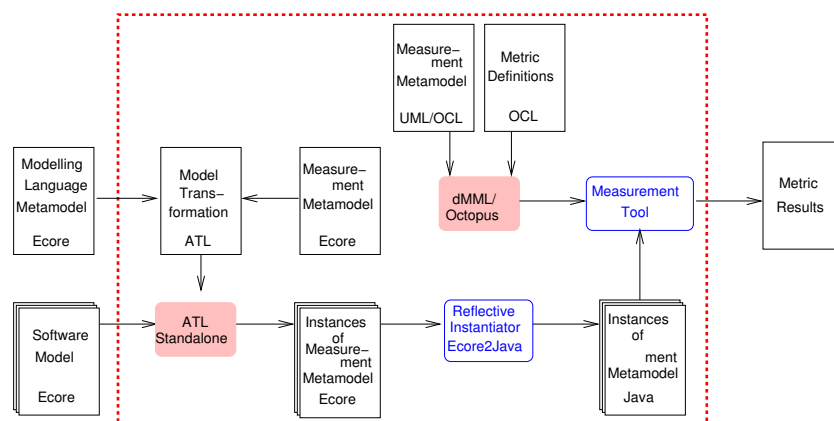 Measure-
ment
Metamodel
UML/OCL
Metric
Definitions
OCL
Modelling
Language
Metamodel
Ecore
Model
Trans-
formation
ATL
Measure-
ment
Metamodel
Ecore
dMML/
Octopus
Measurement
Tool
Metric
Results
Software
Model
Ecore
ATL
Standalone
Instances
of
Measure-
ment
Metamodel
Ecore
Reflective
Instantiator
Ecore2Java
Instances
of
ment
Metamodel
Java